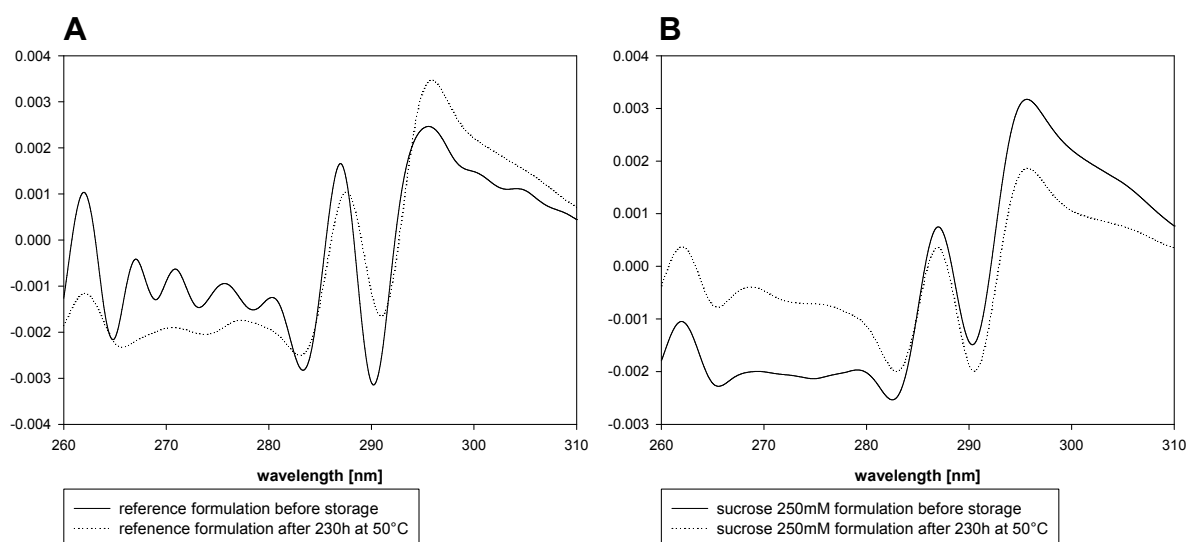 A
0.004
0.003
0.002
0.001
0.000
-0.001
-0.002
-0.003
-0.004
260 270 280 290 300 310
wavelength [nm]
reference formulation before storage
refenence formulation after 230h at 50°C
B
0.004
0.003
0.002
0.001
0.000
-0.001
-0.002
-0.003
260 270 280 290 300 310
wavelength [nm]
sucrose 250mM formulation before storage
sucrose 250mM formulation after 230h at 50°C